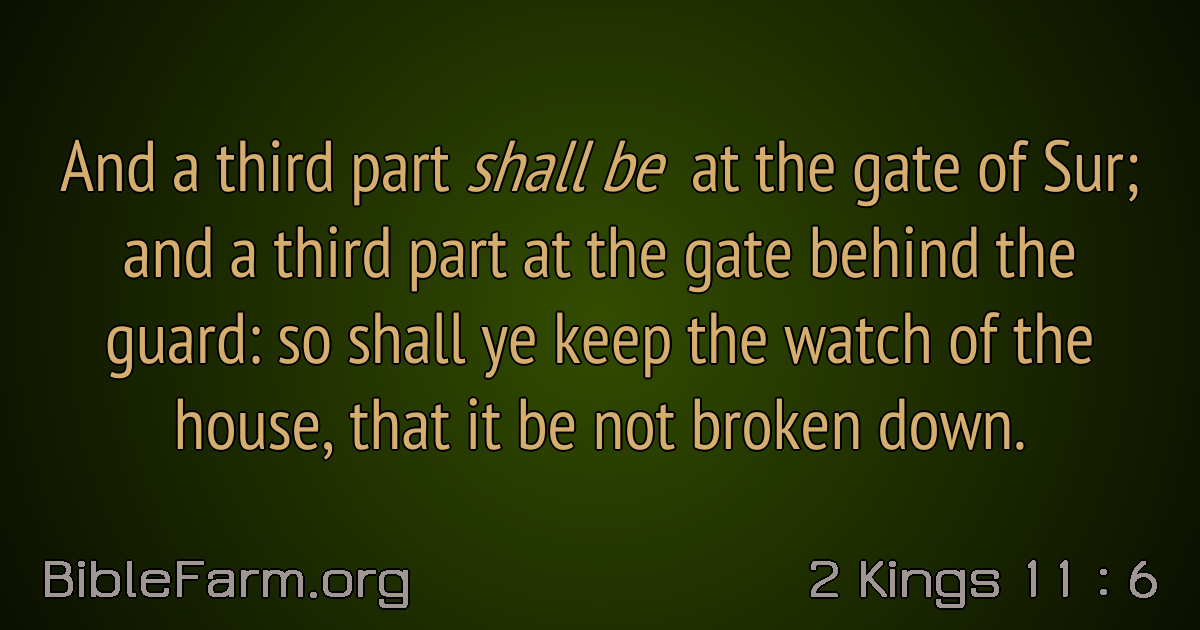 And a third part shall be at the gate of Sur;
and a third part at the gate behind the
guard: so shall ye keep the watch of the
house, that it be not broken down.
BibleFarm.org
2 Kings 11 : 6